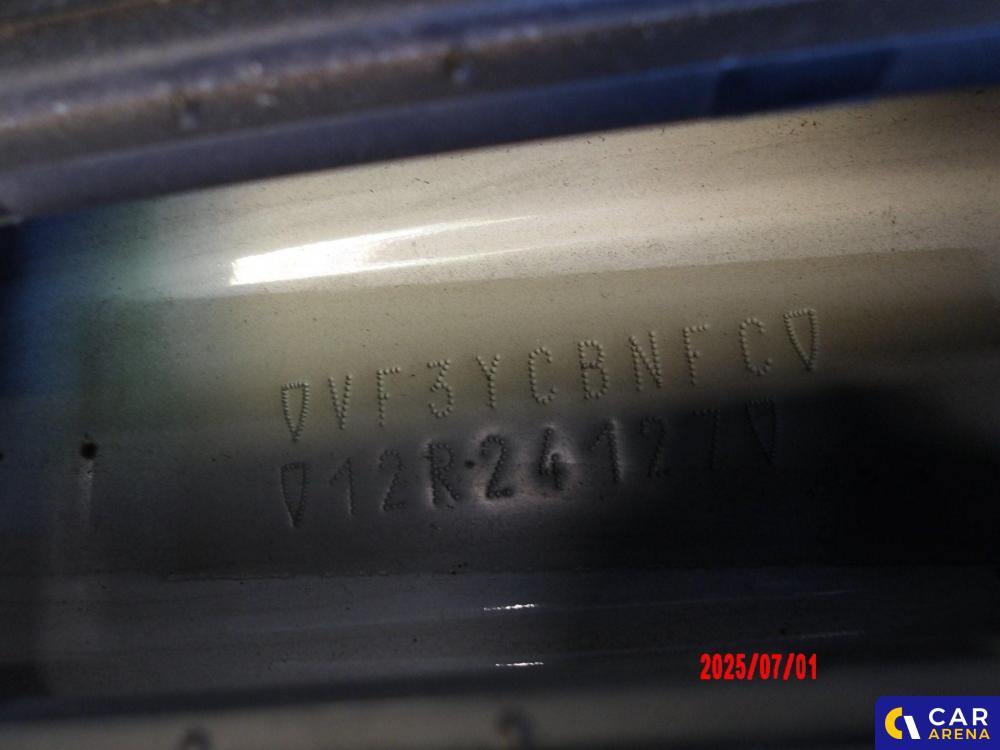 ▽VF3YCBNFC▽
▽12R24127▽
2025/07/01
CAR
ARENA